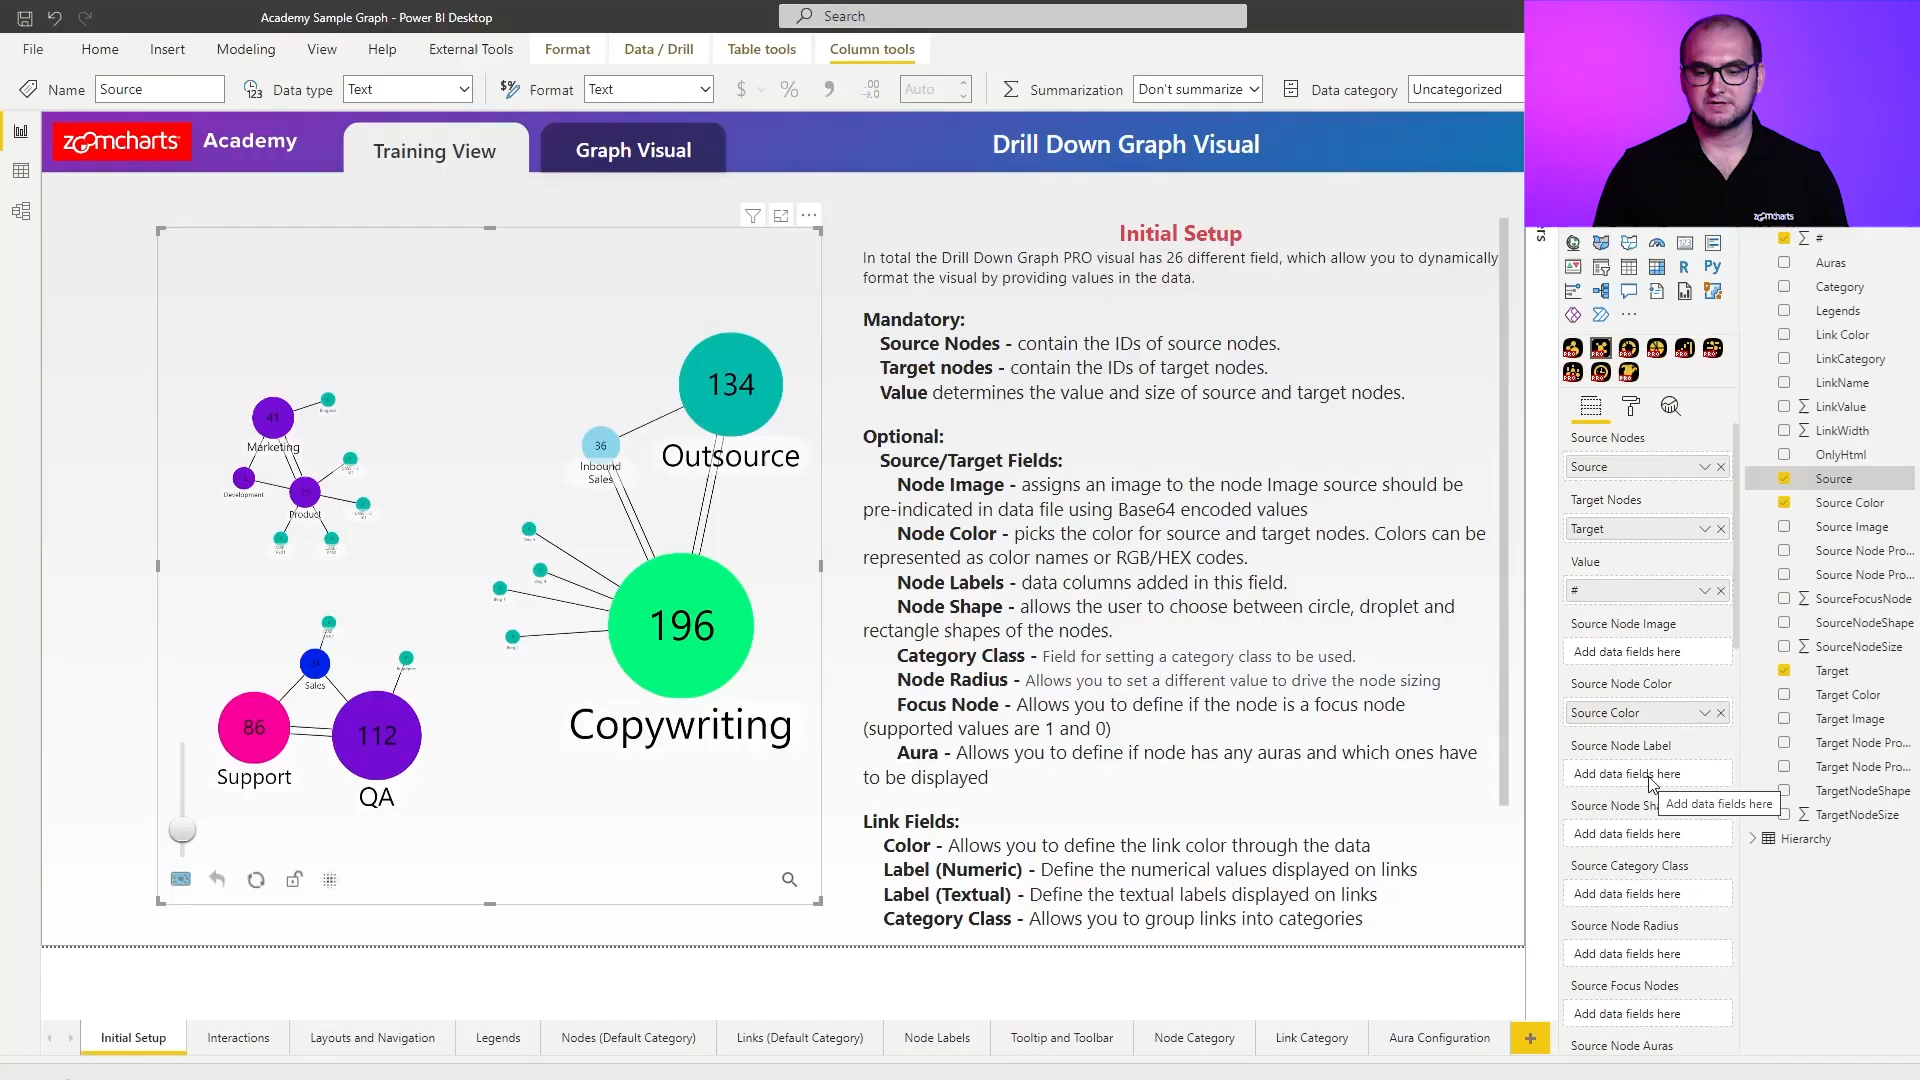 Academy Sample Graph - Power BI Desktop
Search
File
Home
Insert
Modeling
View
Help
External Tools
Format
Data / Drill
Table tools
Column tools
Name
Source
Data type
Text
Format
Text
$
%
Auto
Summarization
Don't summarize
Data category
Uncategorized
zoomcharts
Academy
Training View
Graph Visual
Drill Down Graph Visual
zoomcharts
41
Marketing
Development
Product
134
Outsource
36
Inbound
Sales
196
Copywriting
Sales
86
Support
112
QA
Initial Setup
In total the Drill Down Graph PRO visual has 26 different field, which allow you to dynamically
format the visual by providing values in the data.
Mandatory:
Source Nodes - contain the IDs of source nodes.
Target nodes - contain the IDs of target nodes.
Value determines the value and size of source and target nodes.
Optional:
Source/Target Fields:
Node Image - assigns an image to the node Image source should be
pre-indicated in data file using Base64 encoded values
Node Color - picks the color for source and target nodes. Colors can be
represented as color names or RGB/HEX codes.
Node Labels - data columns added in this field.
Node Shape - allows the user to choose between circle, droplet and
rectangle shapes of the nodes.
Category Class - Field for setting a category class to be used.
Node Radius - Allows you to set a different value to drive the node sizing
Focus Node - Allows you to define if the node is a focus node
(supported values are 1 and 0)
Aura - Allows you to define if node has any auras and which ones have
to be displayed
Link Fields:
Color - Allows you to define the link color through the data
Label (Numeric) - Define the numerical values displayed on links
Label (Textual) - Define the textual labels displayed on links
Category Class - Allows you to group links into categories
R
Py
Source Nodes
Source
Target Nodes
Target
Value
#
Source Node Image
Add data fields here
Source Node Color
Source Color
Source Node Label
Add data fields here
Source Node Sha
Add data fields here
Add data fields here
Source Category Class
Add data fields here
Source Node Radius
Add data fields here
Source Focus Nodes
Add data fields here
Source Node Auras
#
Auras
Category
Legends
Link Color
LinkCategory
LinkName
LinkValue
LinkWidth
OnlyHtml
Source
Source Color
Source Image
Source Node Pro...
Source Node Pro...
SourceFocusNode
SourceNodeShape
SourceNodeSize
Target
Target Color
Target Image
Target Node Pro...
Target Node Pro...
TargetNodeShape
TargetNodeSize
Hierarchy
Initial Setup
Interactions
Layouts and Navigation
Legends
Nodes (Default Category)
Links (Default Category)
Node Labels
Tooltip and Toolbar
Node Category
Link Category
Aura Configuration
+